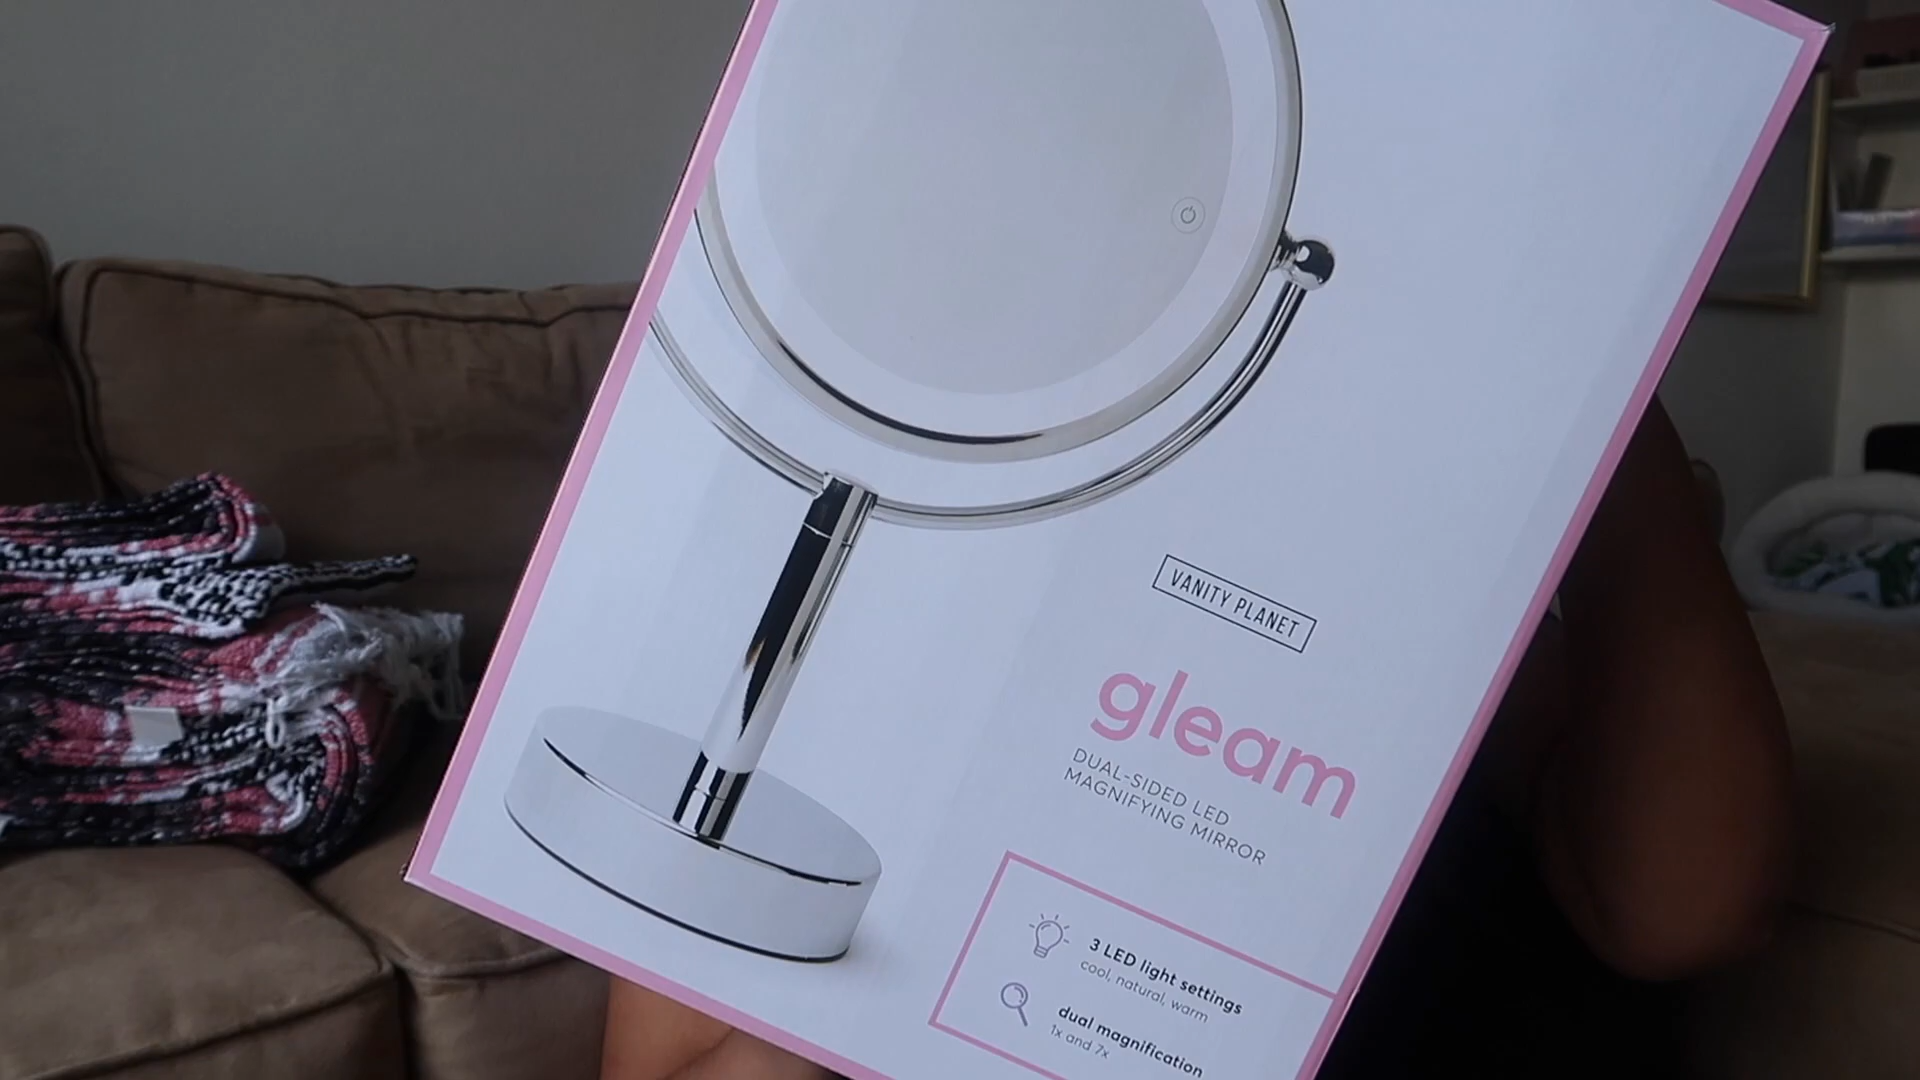 VANITY PLANET
gleam
DUAL-SIDED LED
MAGNIFYING MIRROR
3 LED light settings
cool, natural, warm
dual magnification
1x and 7x